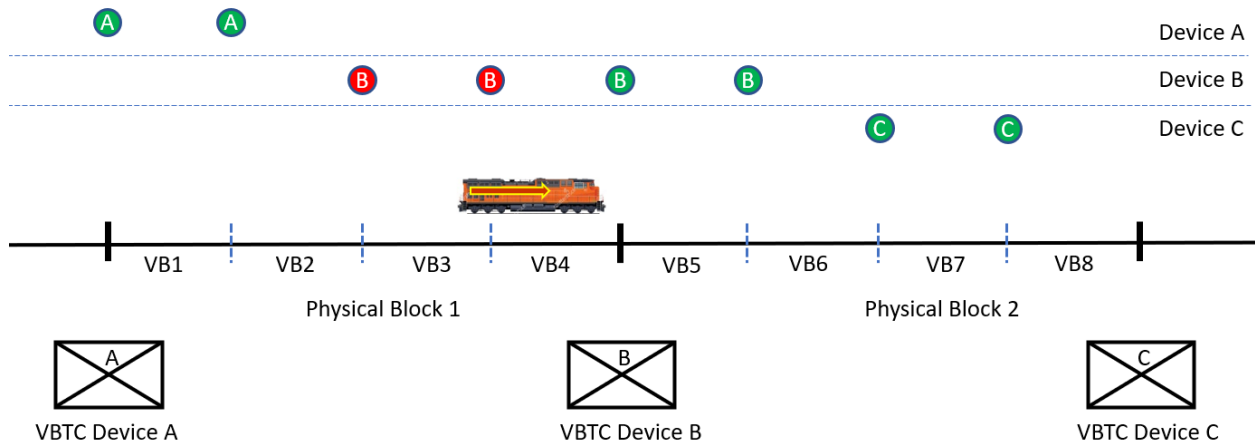 A A Device A
B B B B Device B
C C Device C
VB1 VB2 VB3 VB4 VB5 VB6 VB7 VB8
Physical Block 1 Physical Block 2
A B C
VBTC Device A VBTC Device B VBTC Device C